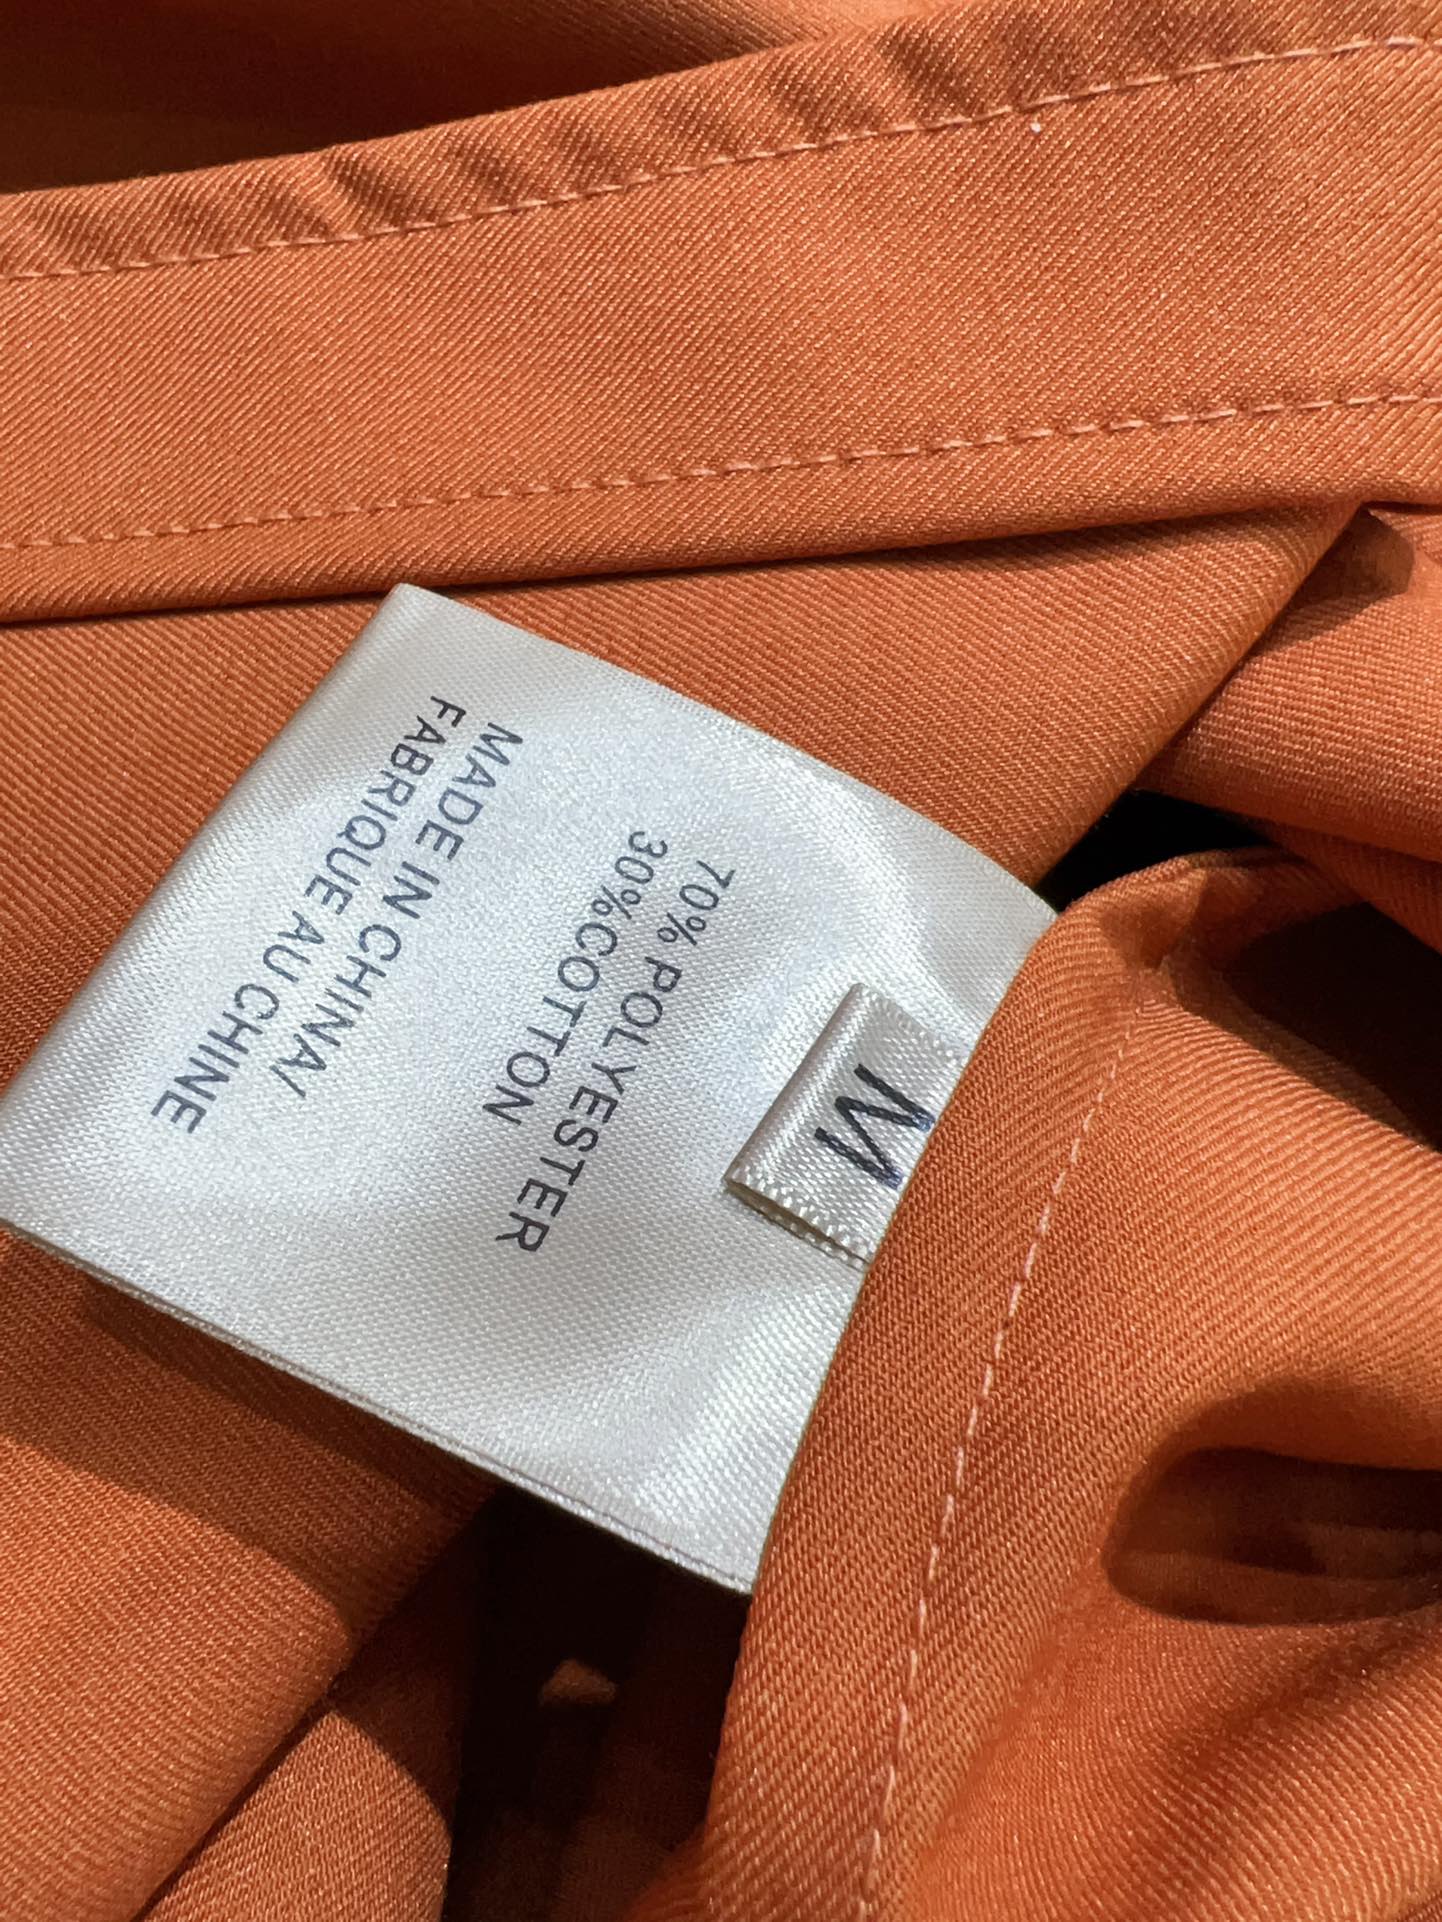 M
70% POLYESTER
30%COTTON
MADE IN CHINA/
FABRIQUE AU CHINE